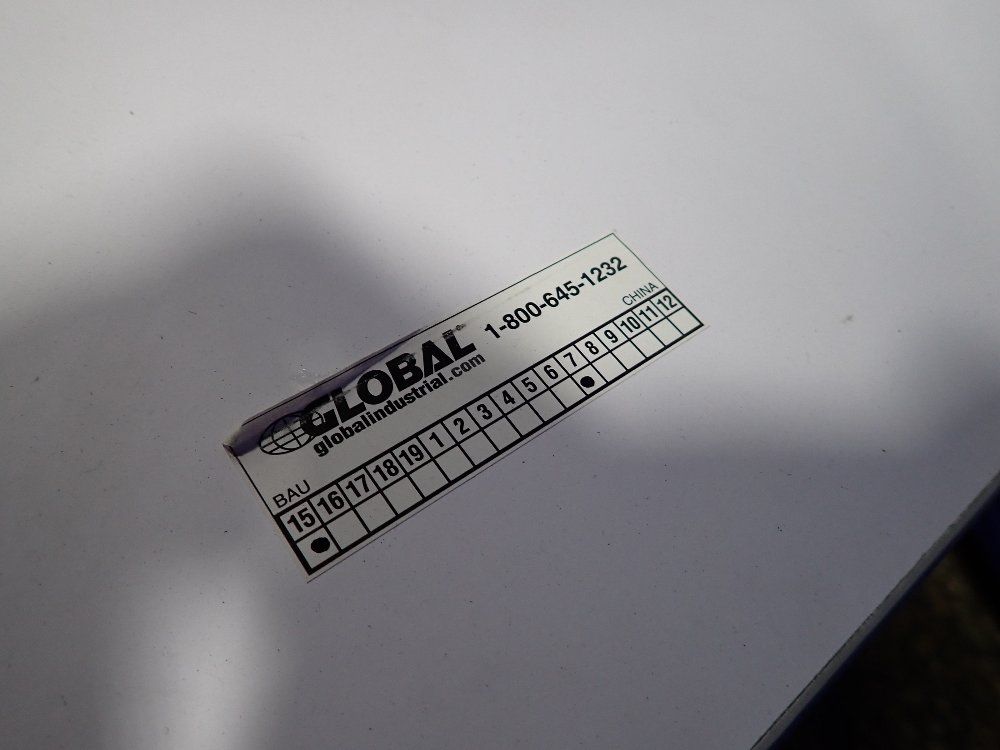 GLOBAL 1-800-645-1232
globalindustrial.com
BAU CHINA
15 16 17 18 19 1 2 3 4 5 6 7 8 9 10 11 12